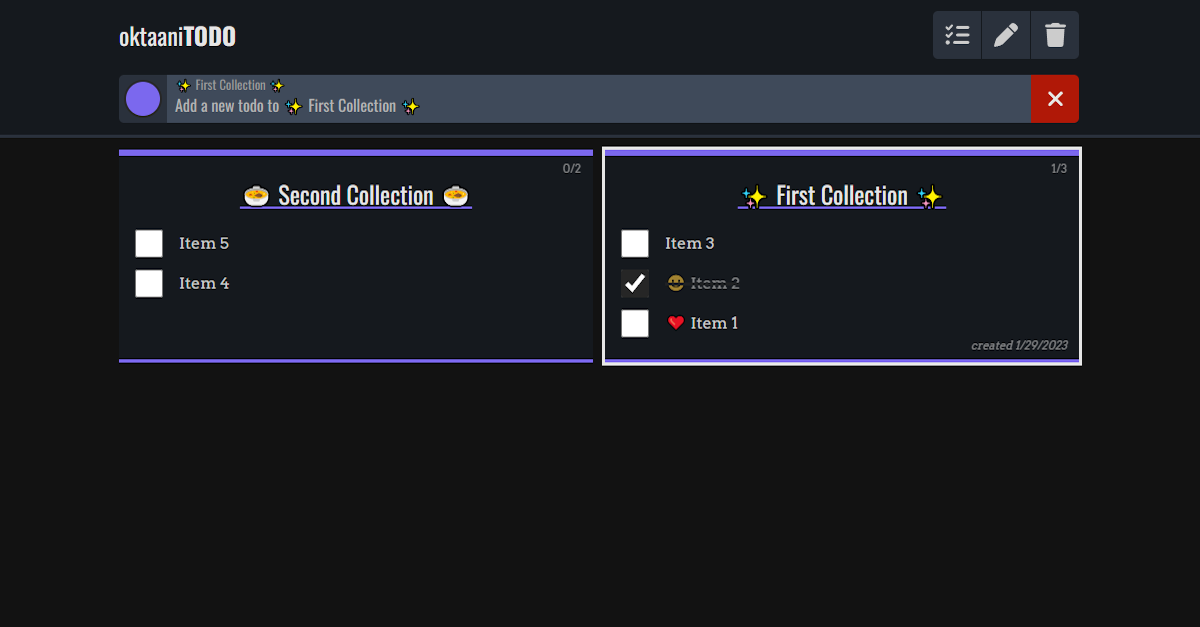 oktaaniTODO
✨ First Collection ✨
Add a new todo to ✨ First Collection ✨
0/2
🍲 Second Collection 🍲
Item 5
Item 4
1/3
✨ First Collection ✨
Item 3
😀 Item 2
❤️ Item 1
created 1/29/2023